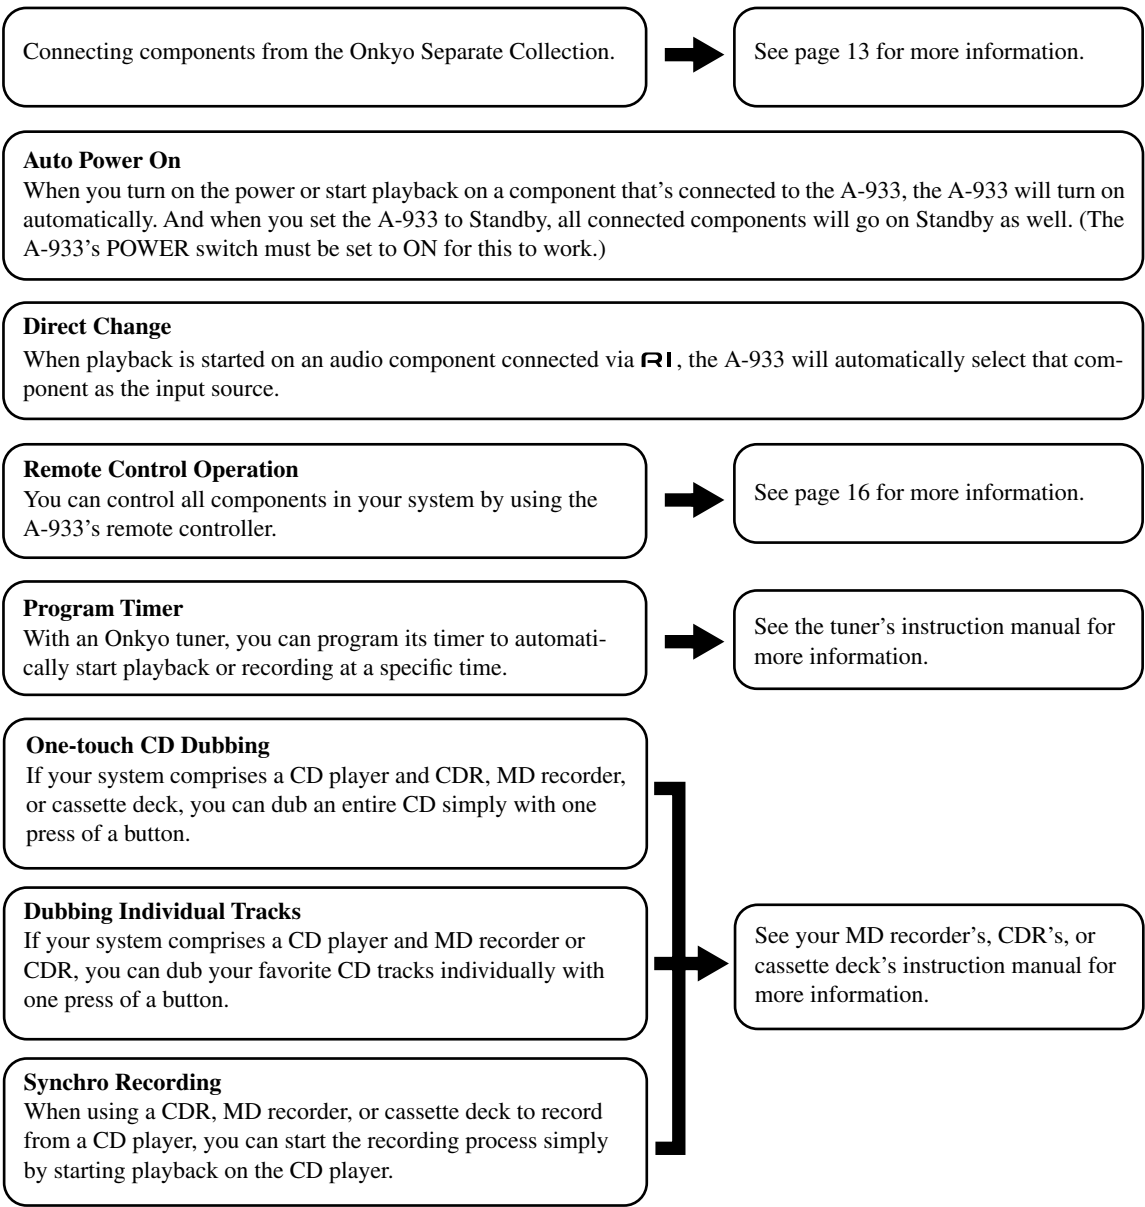 Connecting components from the Onkyo Separate Collection.
See page 13 for more information.
Auto Power On
When you turn on the power or start playback on a component that’s connected to the A-933, the A-933 will turn on
automatically. And when you set the A-933 to Standby, all connected components will go on Standby as well. (The
A-933’s POWER switch must be set to ON for this to work.)
Direct Change
When playback is started on an audio component connected via RI, the A-933 will automatically select that com-
ponent as the input source.
Remote Control Operation
You can control all components in your system by using the
A-933’s remote controller.
See page 16 for more information.
Program Timer
With an Onkyo tuner, you can program its timer to automati-
cally start playback or recording at a specific time.
See the tuner’s instruction manual for
more information.
One-touch CD Dubbing
If your system comprises a CD player and CDR, MD recorder,
or cassette deck, you can dub an entire CD simply with one
press of a button.
Dubbing Individual Tracks
If your system comprises a CD player and MD recorder or
CDR, you can dub your favorite CD tracks individually with
one press of a button.
See your MD recorder’s, CDR’s, or
cassette deck’s instruction manual for
more information.
Synchro Recording
When using a CDR, MD recorder, or cassette deck to record
from a CD player, you can start the recording process simply
by starting playback on the CD player.